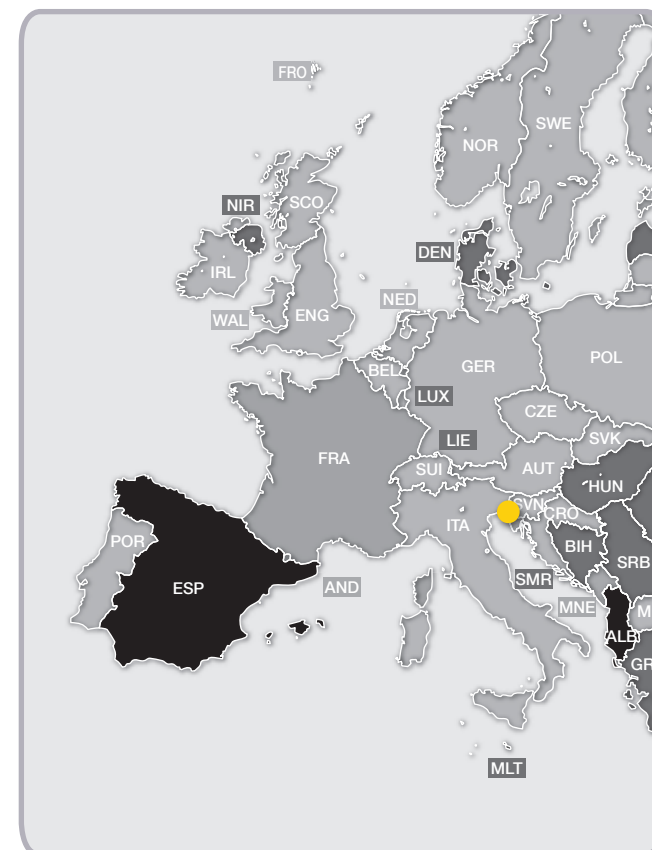 FRO
SWE
NOR
NIR
SCO
DEN
IRL
NED
WAL
ENG
POL
GER
BEL
LUX
CZE
LIE
SVK
FRA
SUI
AUT
HUN
SVN
CRO
ITA
POR
BIH
SRB
SMR
AND
ESP
MNE
M
ALB
GR
MLT